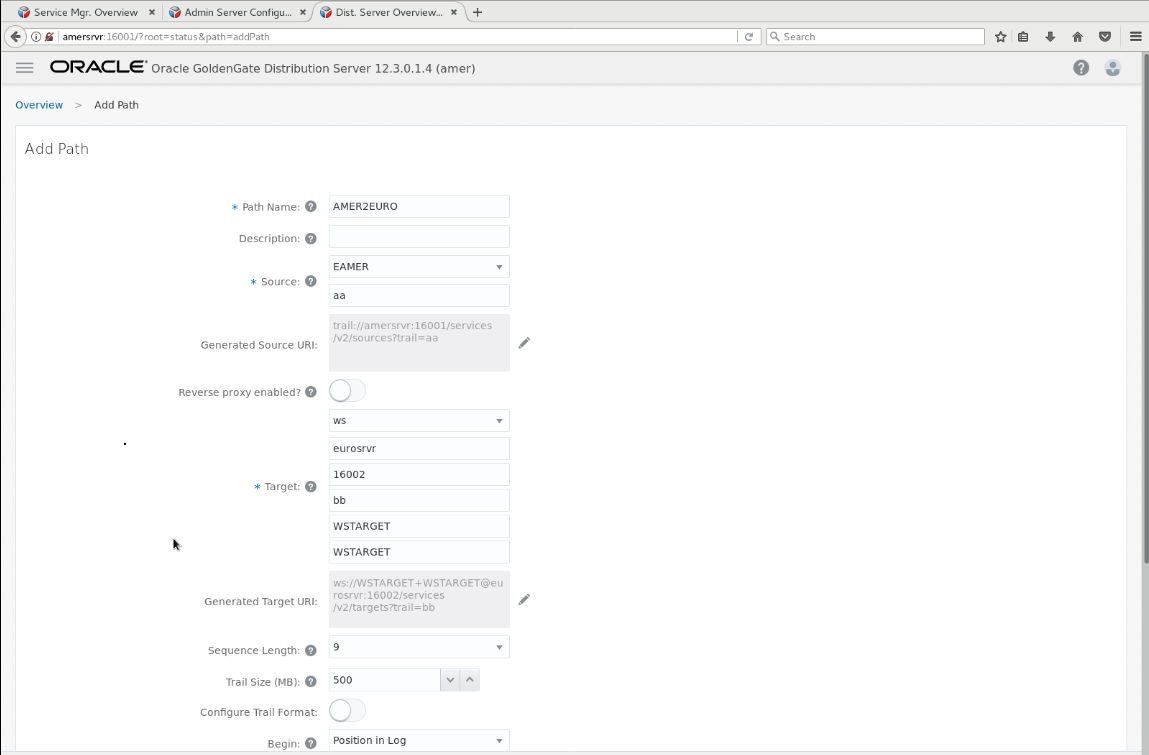 Service Mgr. Overview
Admin Server Configu...
Dist. Server Overview...
amersrvr:16001/?root=status&path=addPath
Search
ORACLE® Oracle GoldenGate Distribution Server 12.3.0.1.4 (amer)
Overview > Add Path
Add Path
* Path Name: ? AMER2EURO
Description: ?
* Source: ? EAMER
aa
Generated Source URI: trail://amersrvr:16001/services
/v2/sources?trail=aa
Reverse proxy enabled? ?
* Target: ? ws
eurosrvr
16002
bb
WSTARGET
WSTARGET
Generated Target URI: ws://WSTARGET+WSTARGET@eu
rosrvr:16002/services
/v2/targets?trail=bb
Sequence Length: ? 9
Trail Size (MB): ? 500
Configure Trail Format:
Begin: ? Position in Log